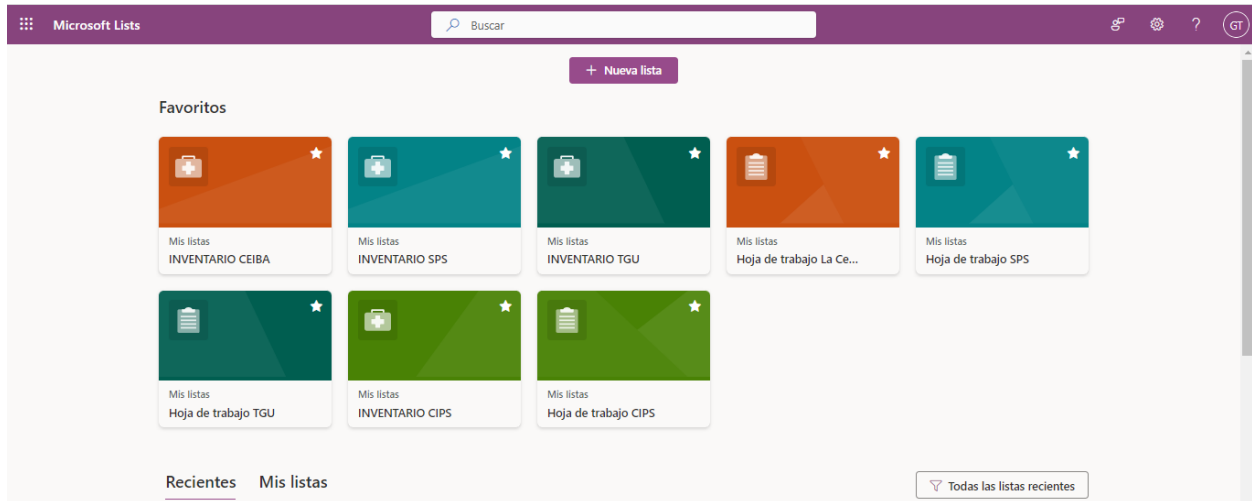 Microsoft Lists
Buscar
?
GT
+ Nueva lista
Favoritos
Mis listas
INVENTARIO CEIBA
Mis listas
INVENTARIO SPS
Mis listas
INVENTARIO TGU
Mis listas
Hoja de trabajo La Ce...
Mis listas
Hoja de trabajo SPS
Mis listas
Hoja de trabajo TGU
Mis listas
INVENTARIO CIPS
Mis listas
Hoja de trabajo CIPS
Recientes
Mis listas
Todas las listas recientes